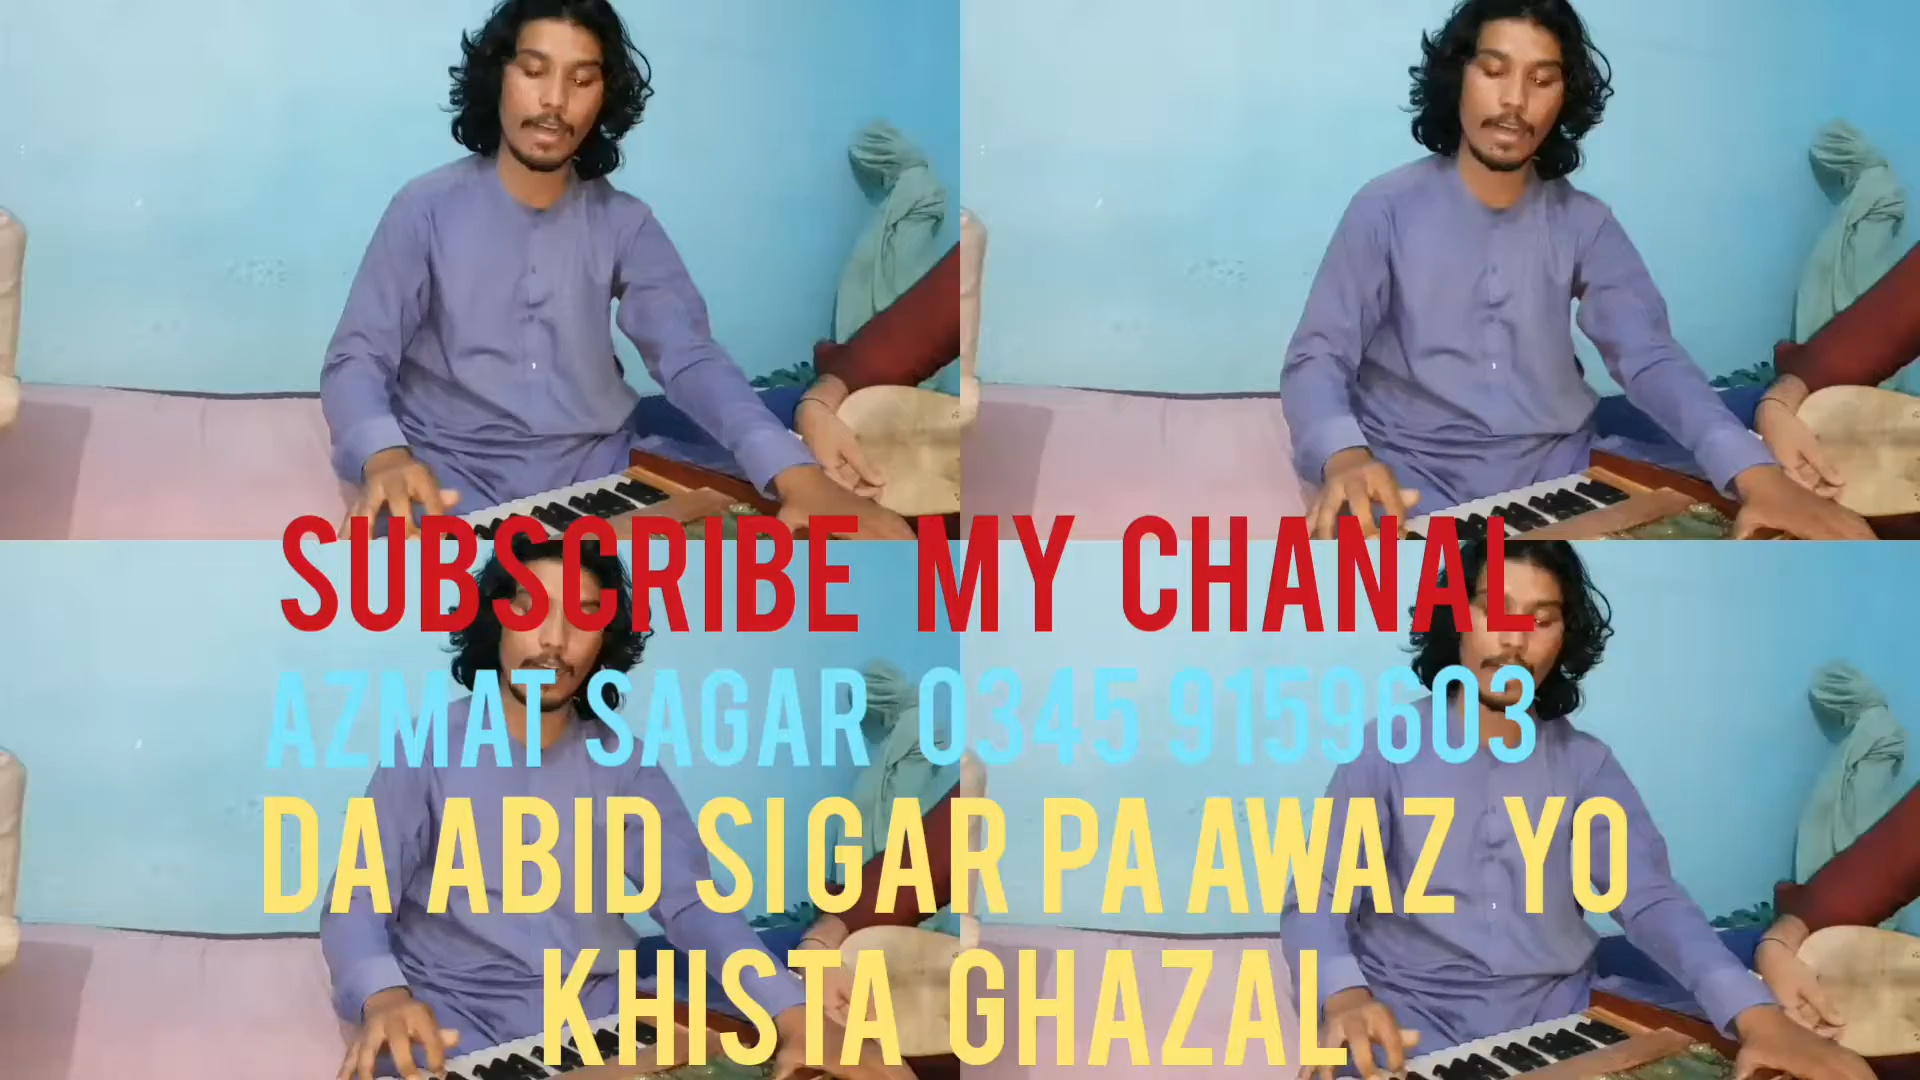 SUBSCRIBE MY CHANAL
AZMAT SAGAR 0345 9159603
DA ABID SIGAR PA AWAZ YO
KHISTA GHAZAL